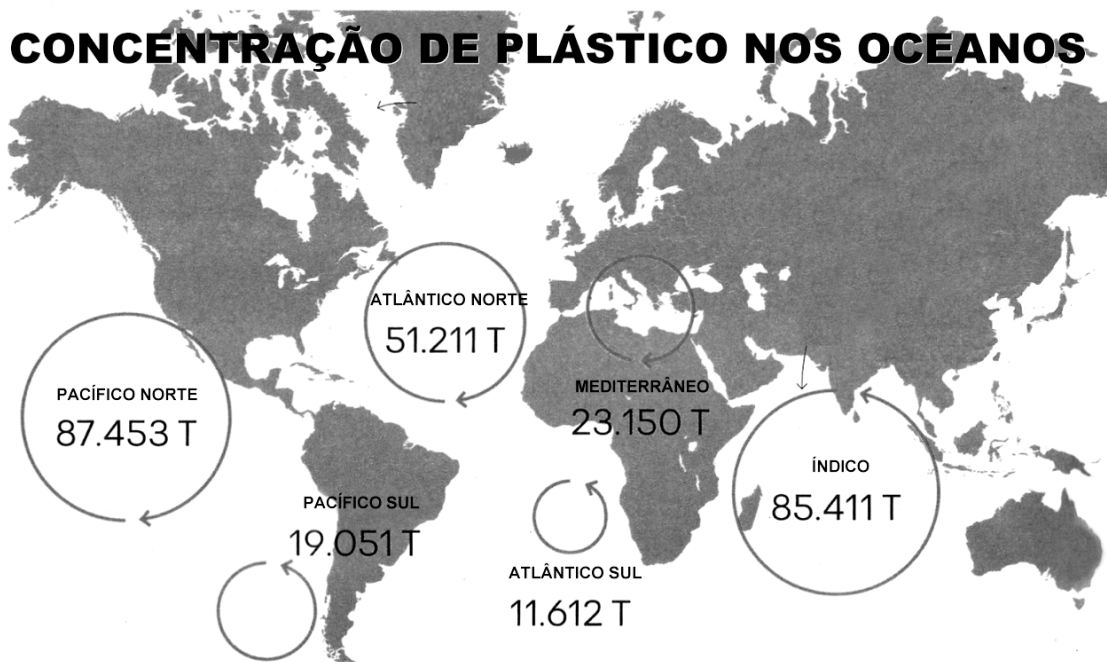 CONCENTRAÇÃO DE PLÁSTICO NOS OCEANOS
ATLÂNTICO NORTE
51.211 T
PACÍFICO NORTE
87.453 T
MEDITERRÂNEO
23.150 T
ÍNDICO
85.411 T
PACÍFICO SUL
19.051 T
ATLÂNTICO SUL
11.612 T